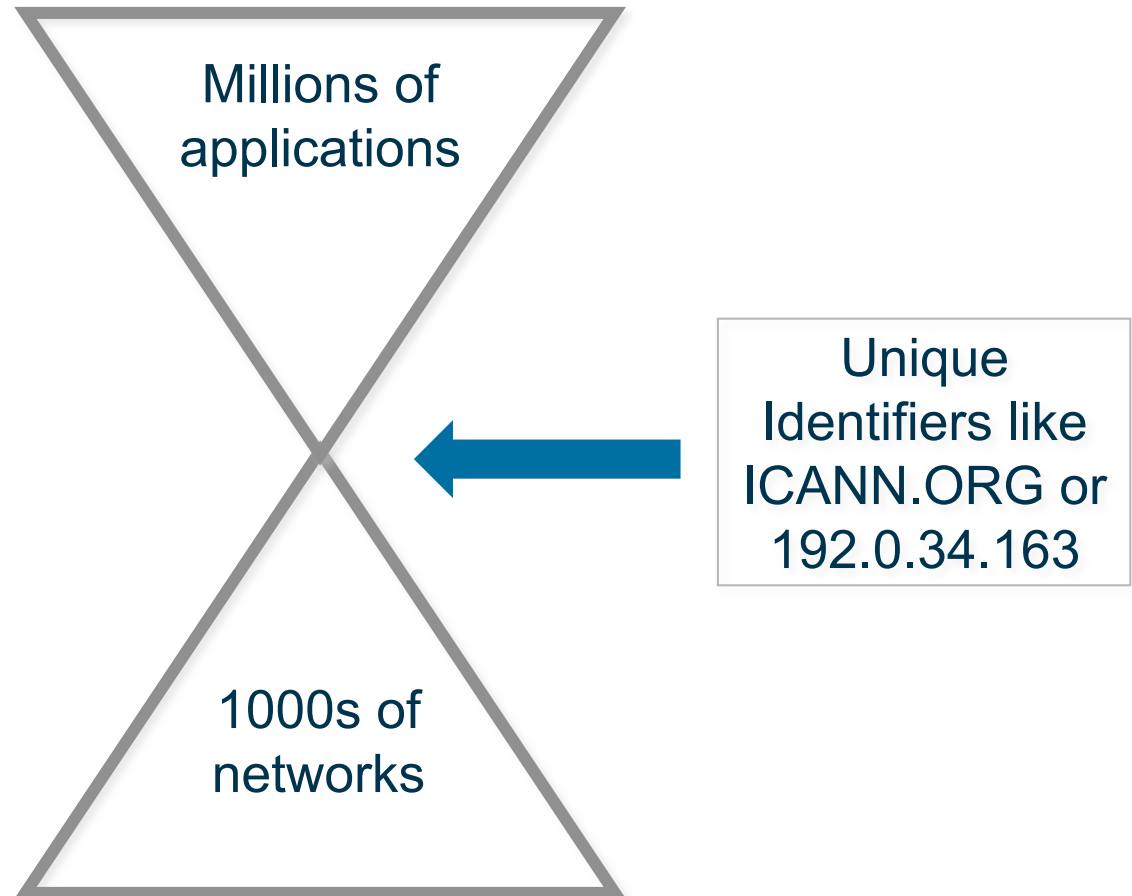 Millions of
applications
Unique
Identifiers like
ICANN.ORG or
192.0.34.163
1000s of
networks